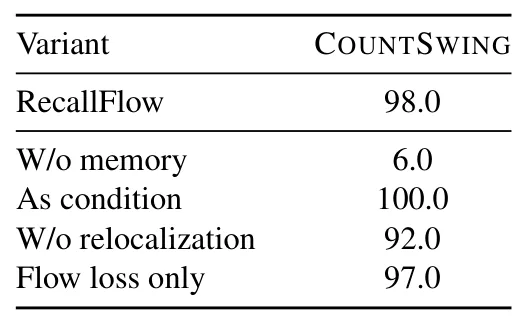 Variant COUNTSWING
RecallFlow 98.0
W/o memory 6.0
As condition 100.0
W/o relocalization 92.0
Flow loss only 97.0